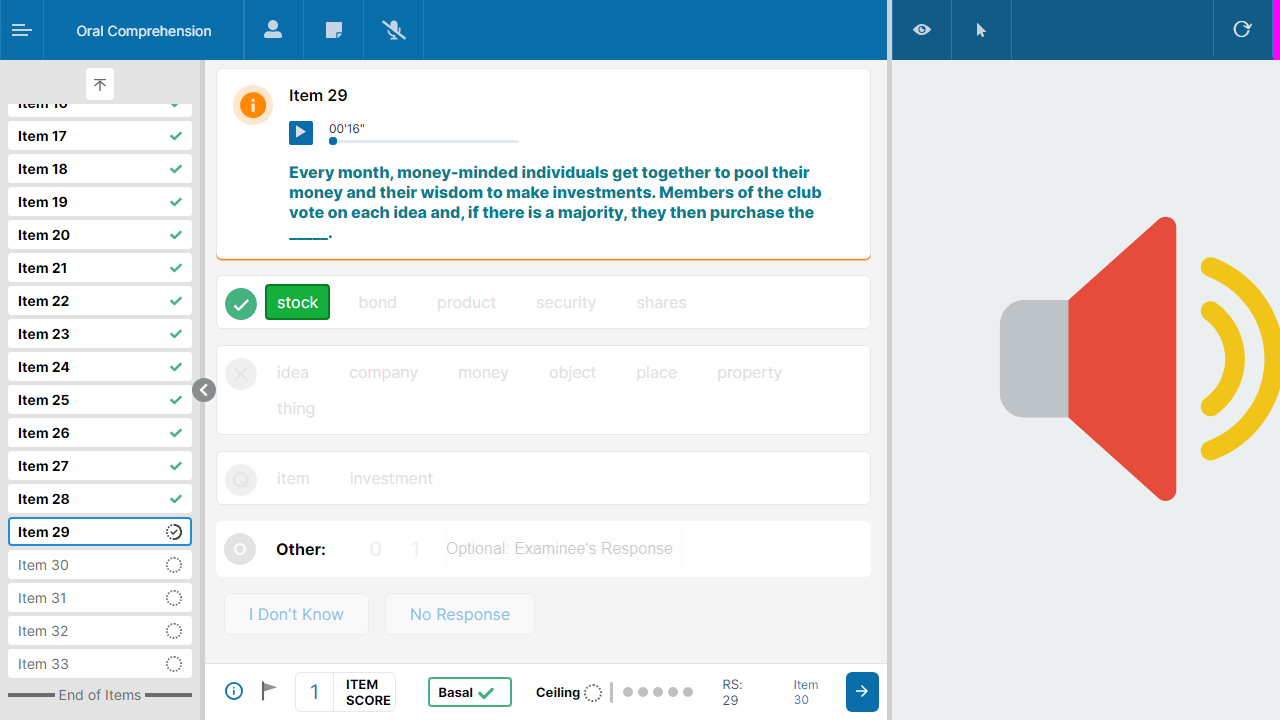 Oral Comprehension
Item 16
Item 17
Item 18
Item 19
Item 20
Item 21
Item 22
Item 23
Item 24
Item 25
Item 26
Item 27
Item 28
Item 29
Item 30
Item 31
Item 32
Item 33
End of Items
Item 29
00'16"
Every month, money-minded individuals get together to pool their
money and their wisdom to make investments. Members of the club
vote on each idea and, if there is a majority, they then purchase the
_____.
stock bond product security shares
idea company money object place property
thing
Q item investment
Other: 0 1 Optional: Examinee's Response
I Don't Know No Response
1 ITEM SCORE Basal Ceiling RS: 29 Item 30